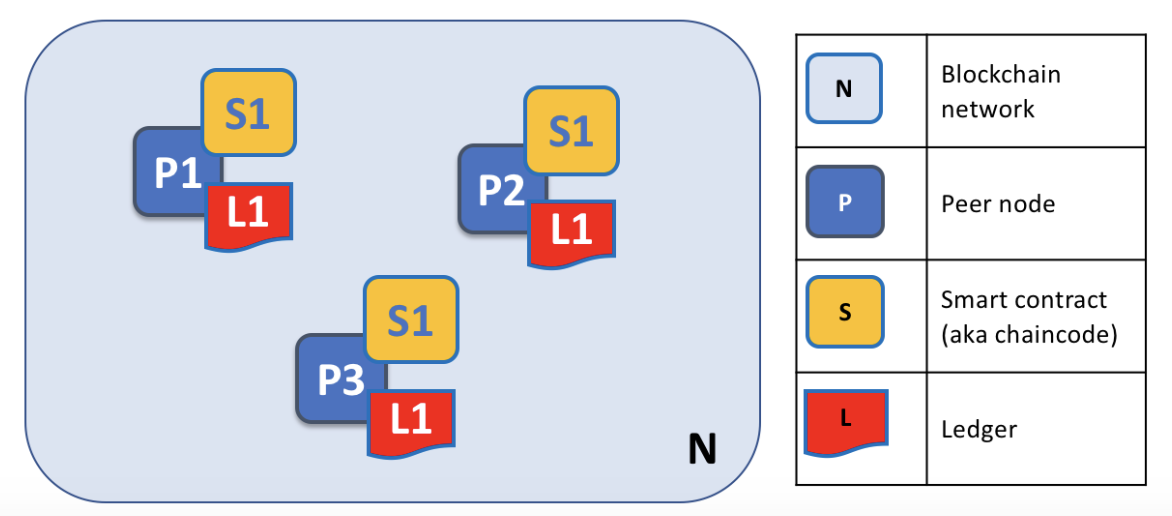 S1
P1
L1
S1
P2
L1
S1
P3
L1
N
N
Blockchain
network
P
Peer node
S
Smart contract
(aka chaincode)
L
Ledger